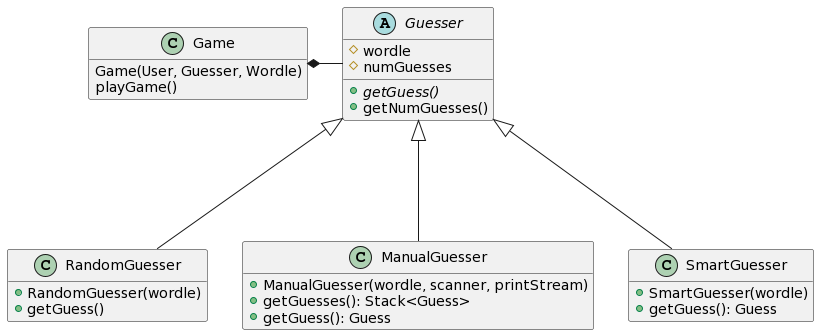 C Game
Game(User, Guesser, Wordle)
playGame()
A Guesser
wordle
numGuesses
getGuess()
getNumGuesses()
C RandomGuesser
RandomGuesser(wordle)
getGuess()
C ManualGuesser
ManualGuesser(wordle, scanner, printStream)
getGuesses(): Stack<Guess>
getGuess(): Guess
C SmartGuesser
SmartGuesser(wordle)
getGuess(): Guess